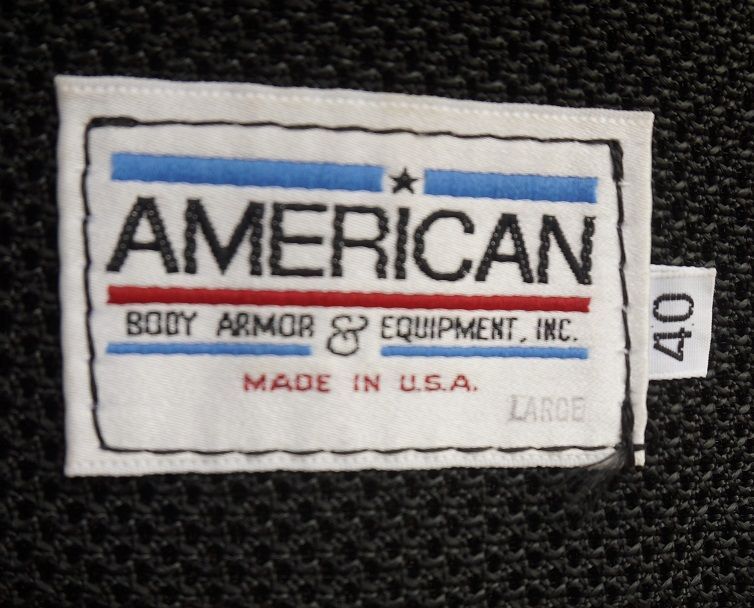 AMERICAN
BODY ARMOR & EQUIPMENT, INC.
MADE IN U.S.A.
LARGE
40